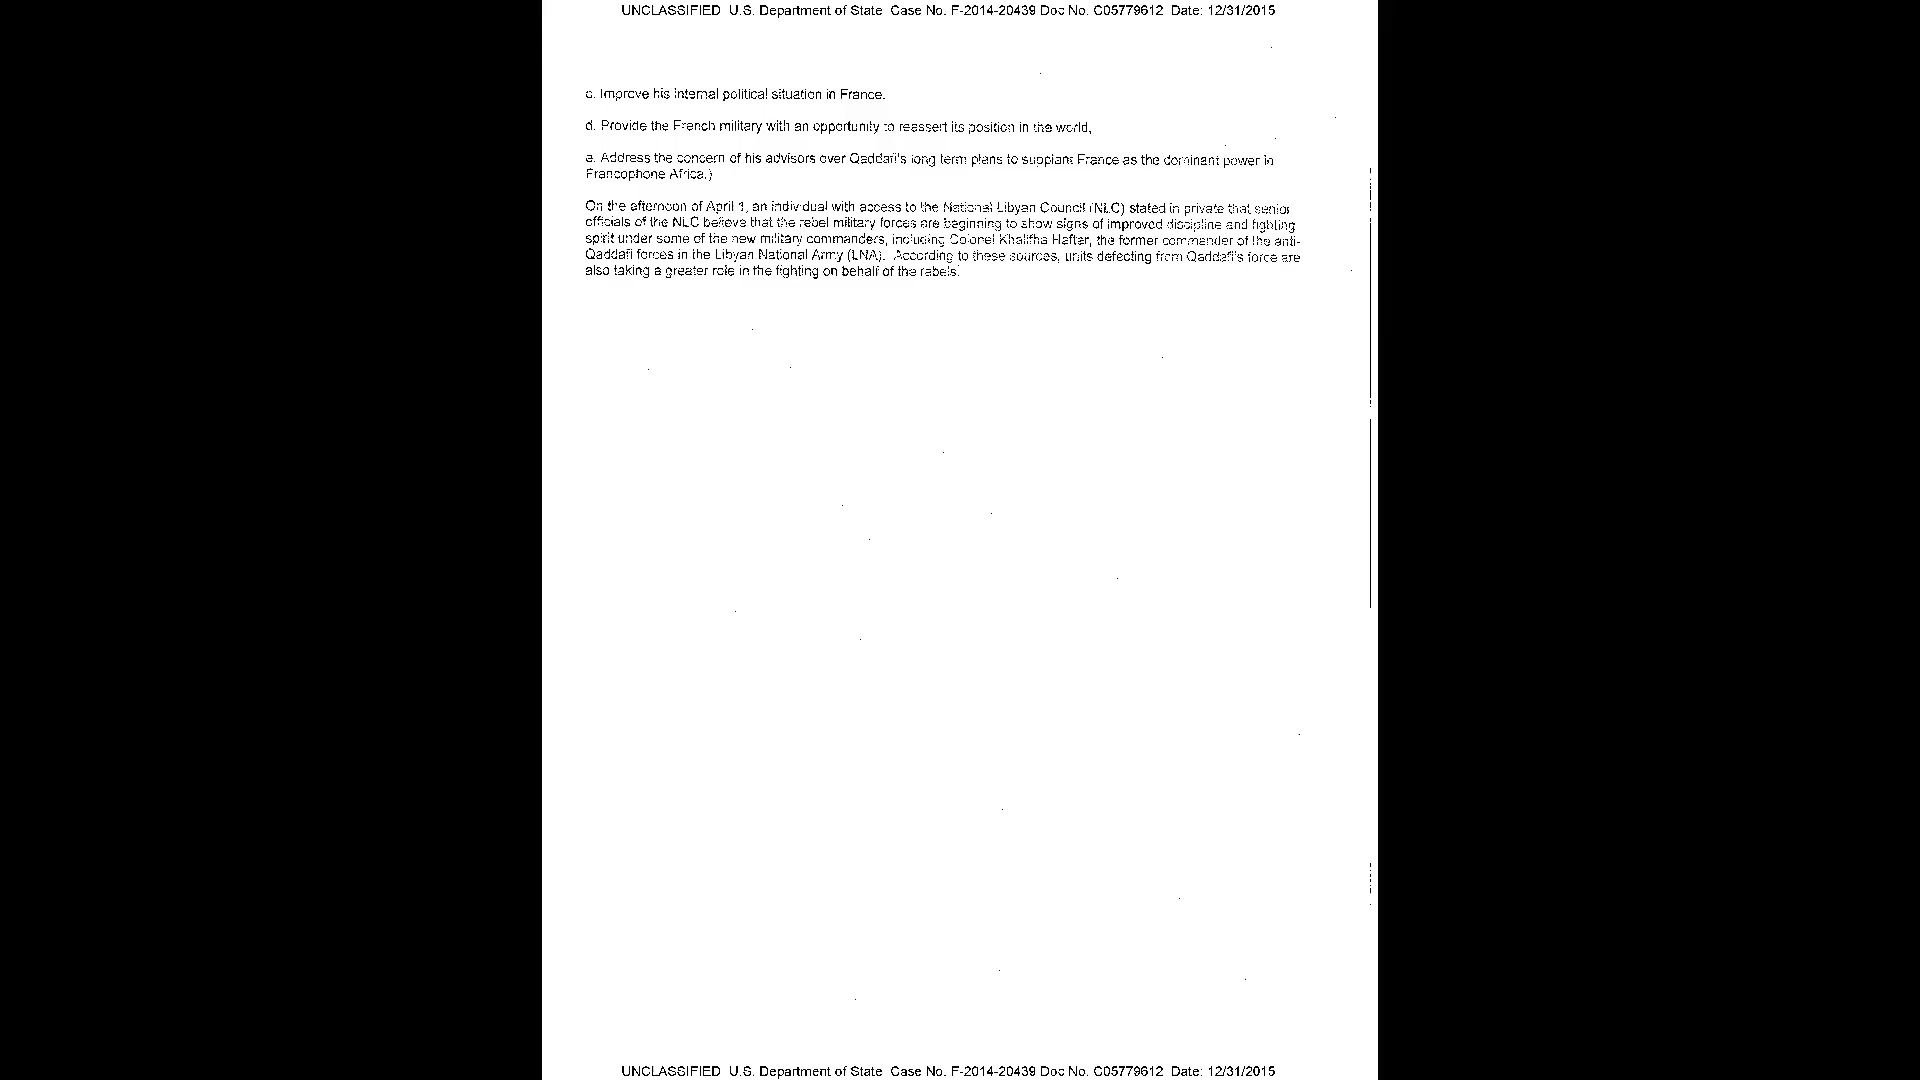 UNCLASSIFIED U.S. Department of State Case No. F-2014-20439 Doc No. C05779612 Date: 12/31/2015
c. Improve his internal political situation in France.
d. Provide the French military with an opportunity to reassert its position in the world,
e. Address the concern of his advisors over Qaddafi's long term plans to supplant France as the dominant power in
Francophone Africa.)
On the afternoon of April 1, an individual with access to the National Libyan Council (NLC) stated in private that senior
officials of the NLC believe that the rebel military forces are beginning to show signs of improved discipline and fighting
spirit under some of the new military commanders, including Colonel Khalifha Haftar, the former commander of the anti-
Qaddafi forces in the Libyan National Army (LNA). According to these sources, units defecting from Qaddafi's force are
also taking a greater role in the fighting on behalf of the rebels.
UNCLASSIFIED U.S. Department of State Case No. F-2014-20439 Doc No. C05779612 Date: 12/31/2015